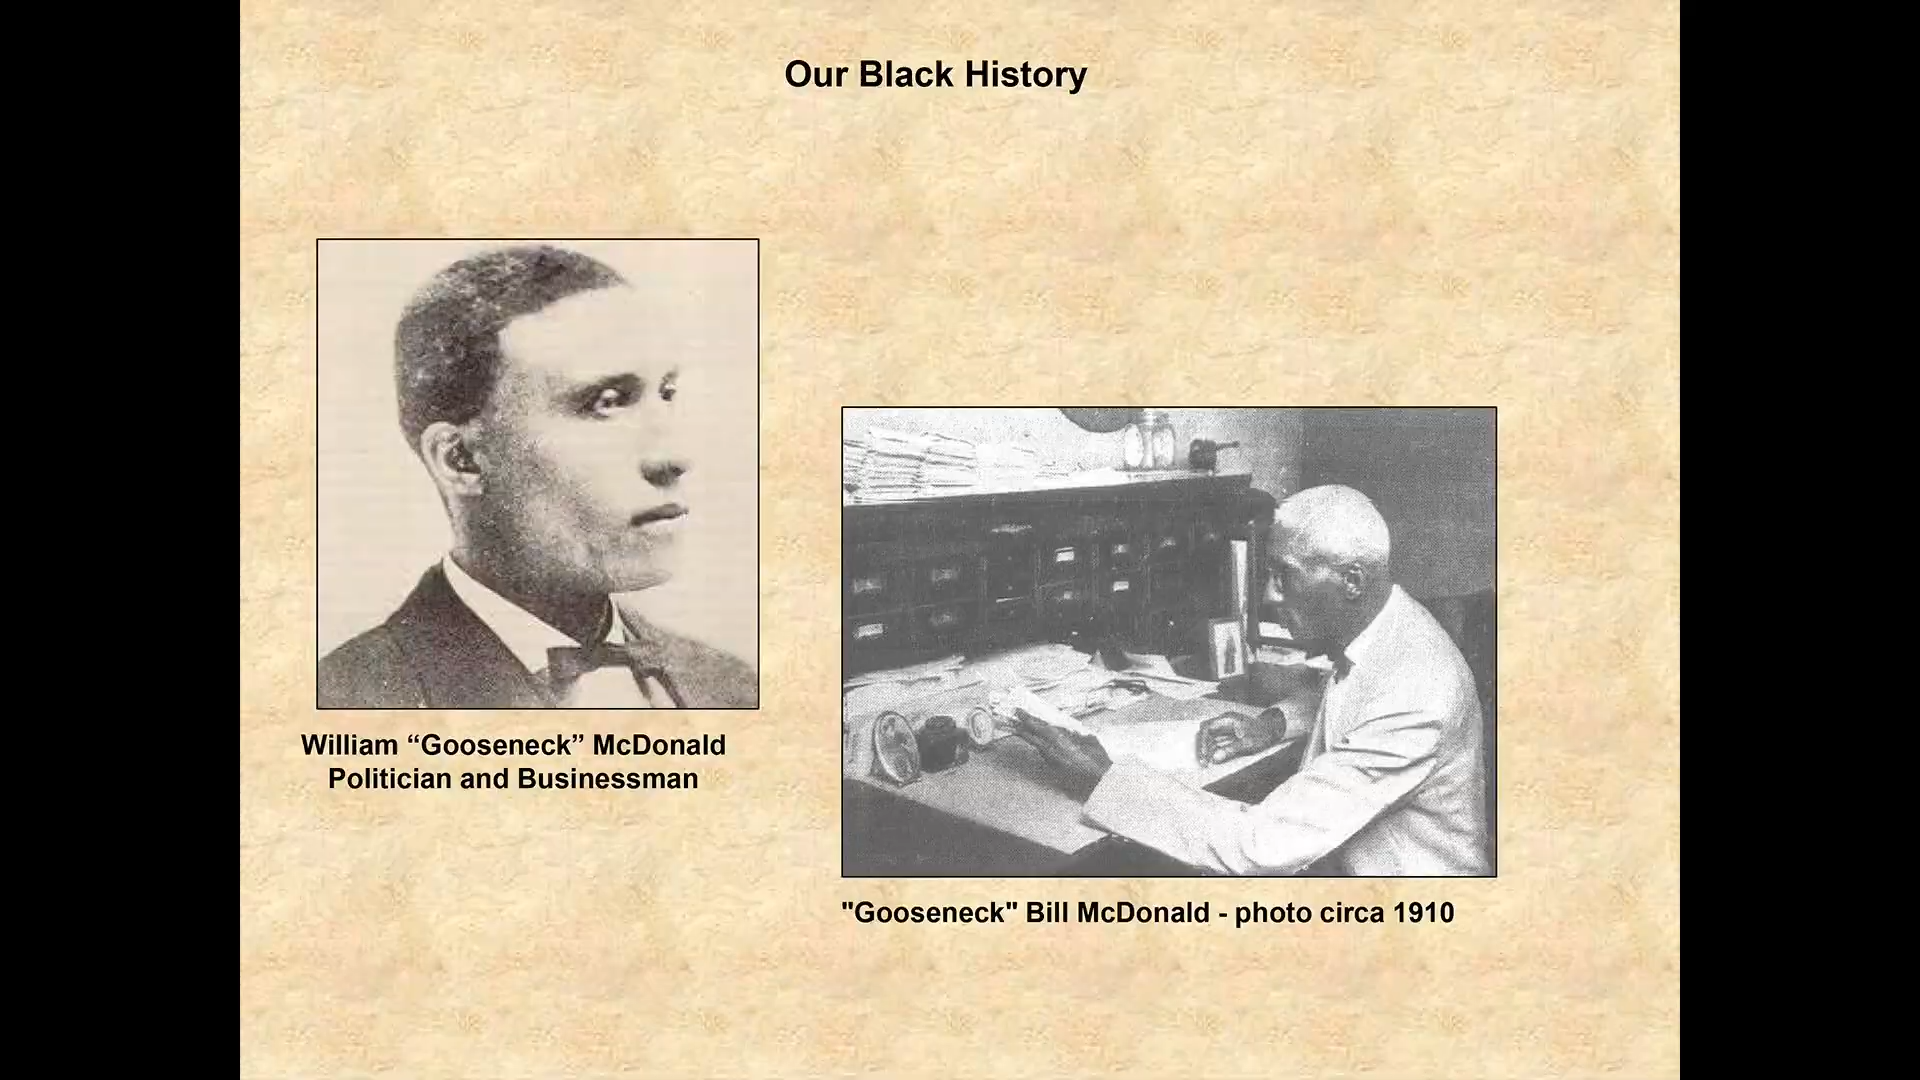 Our Black History
William “Gooseneck” McDonald
Politician and Businessman
"Gooseneck" Bill McDonald - photo circa 1910